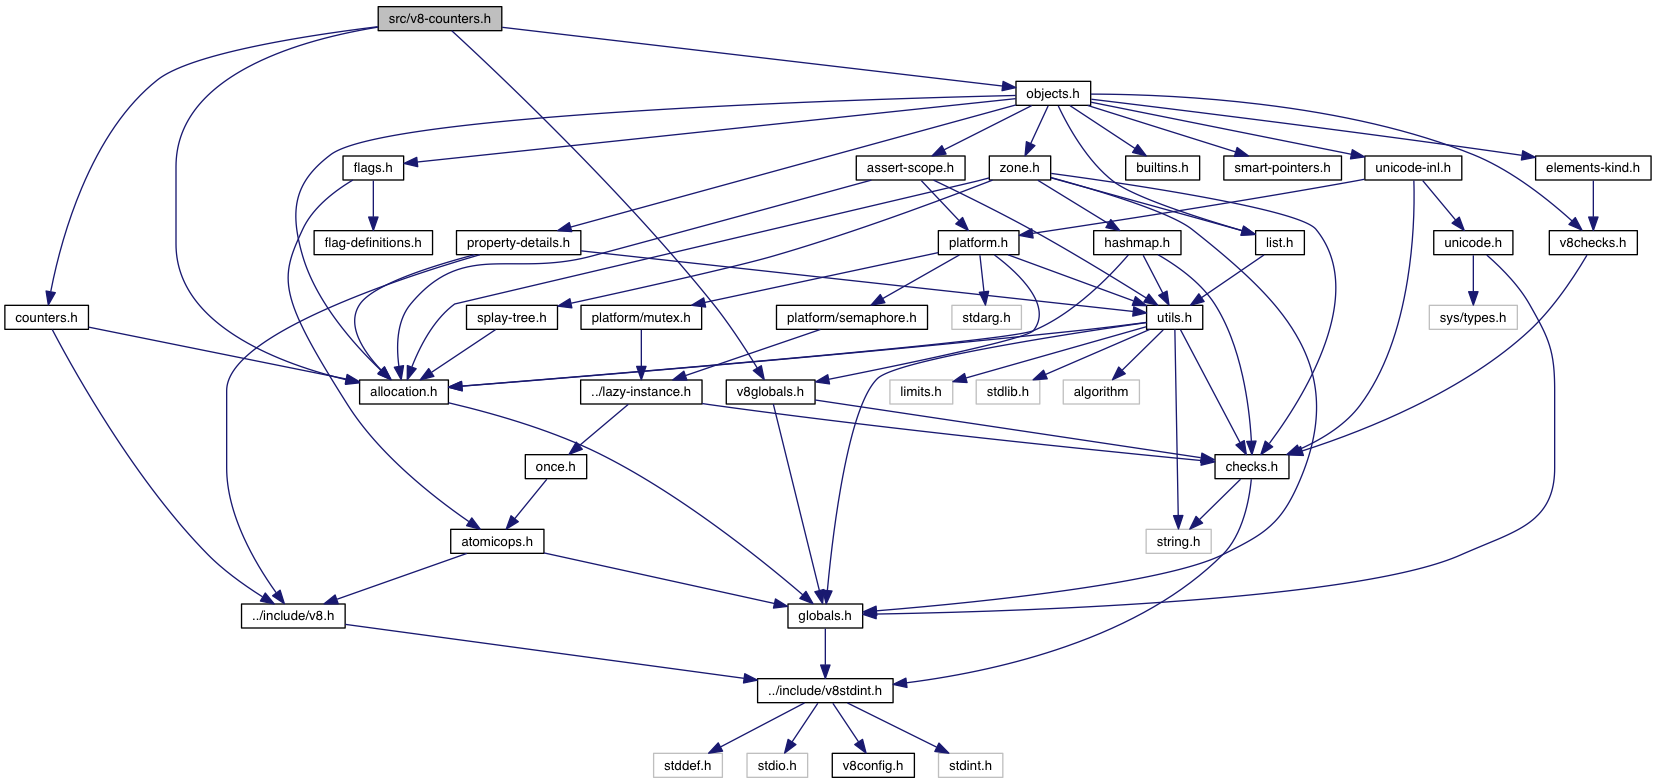 src/v8-counters.h
objects.h
flags.h
assert-scope.h
zone.h
builtins.h
smart-pointers.h
unicode-inl.h
elements-kind.h
flag-definitions.h
property-details.h
platform.h
hashmap.h
list.h
unicode.h
v8checks.h
counters.h
splay-tree.h
platform/mutex.h
platform/semaphore.h
stdarg.h
utils.h
sys/types.h
allocation.h
../lazy-instance.h
v8globals.h
limits.h
stdlib.h
algorithm
once.h
checks.h
atomicops.h
string.h
../include/v8.h
globals.h
../include/v8stdint.h
stddef.h
stdio.h
v8config.h
stdint.h